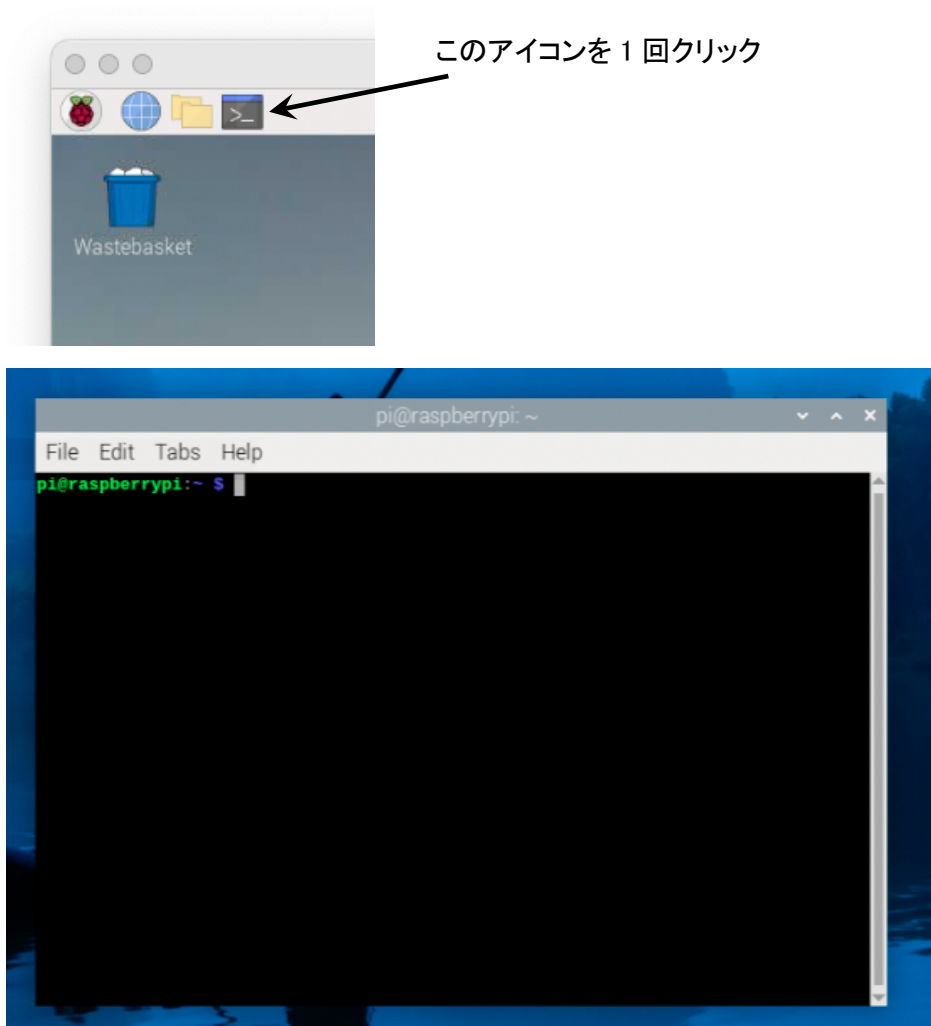 このアイコンを 1 回クリック
>_
Wastebasket
pi@raspberrypi: ~
File Edit Tabs Help
pi@raspberrypi:~ $